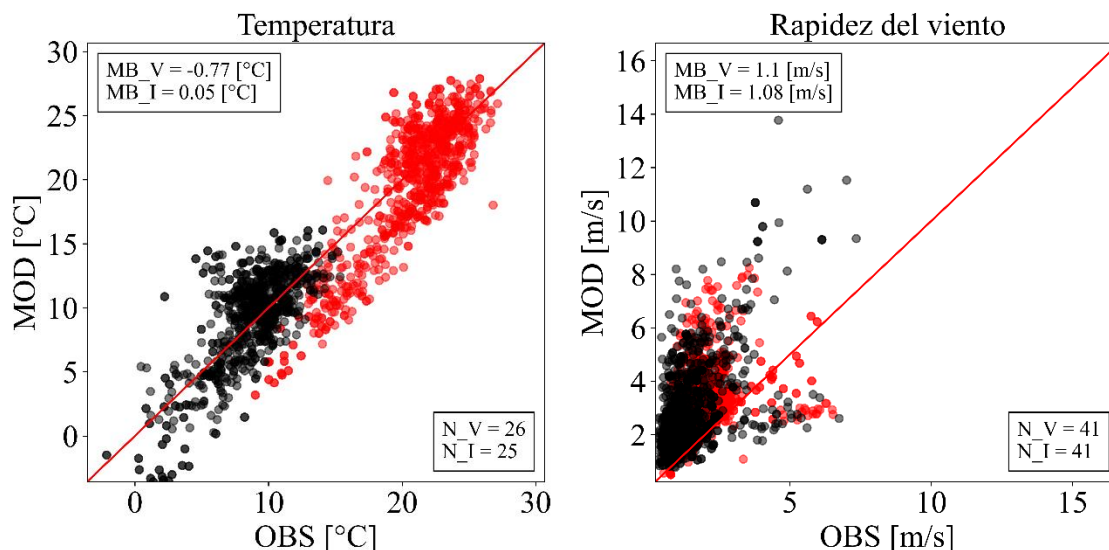 Temperatura
MB_V = -0.77 [°C]
MB_I = 0.05 [°C]
30
25
20
15
10
5
0
MOD [°C]
N_V = 26
N_I = 25
0
10
20
30
OBS [°C]
Rapidez del viento
MB_V = 1.1 [m/s]
MB_I = 1.08 [m/s]
16
14
12
10
8
6
4
2
MOD [m/s]
N_V = 41
N_I = 41
5
10
15
OBS [m/s]